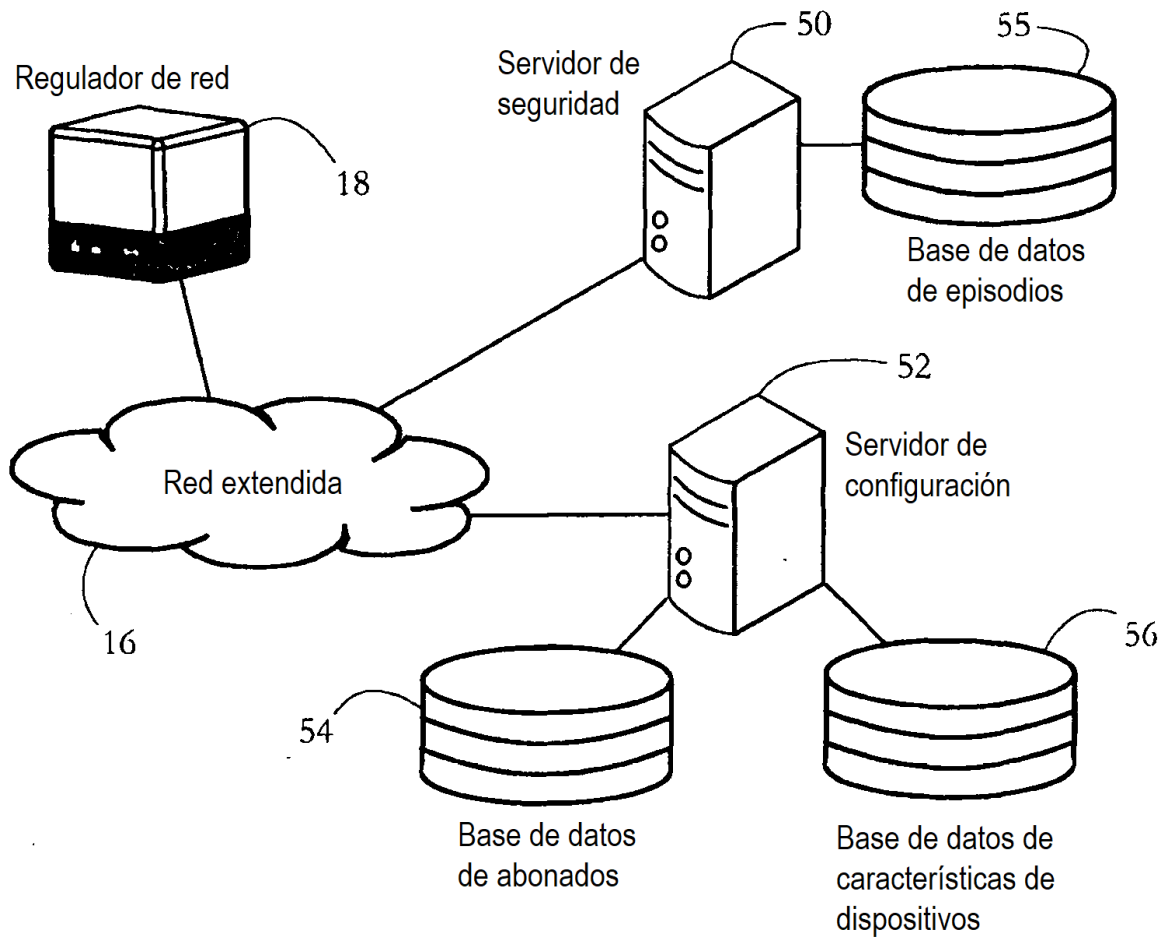 50
55
Regulador de red
Servidor de
seguridad
18
Base de datos
de episodios
52
Servidor de
configuración
Red extendida
16
56
54
Base de datos
de abonados
Base de datos de
características de
dispositivos